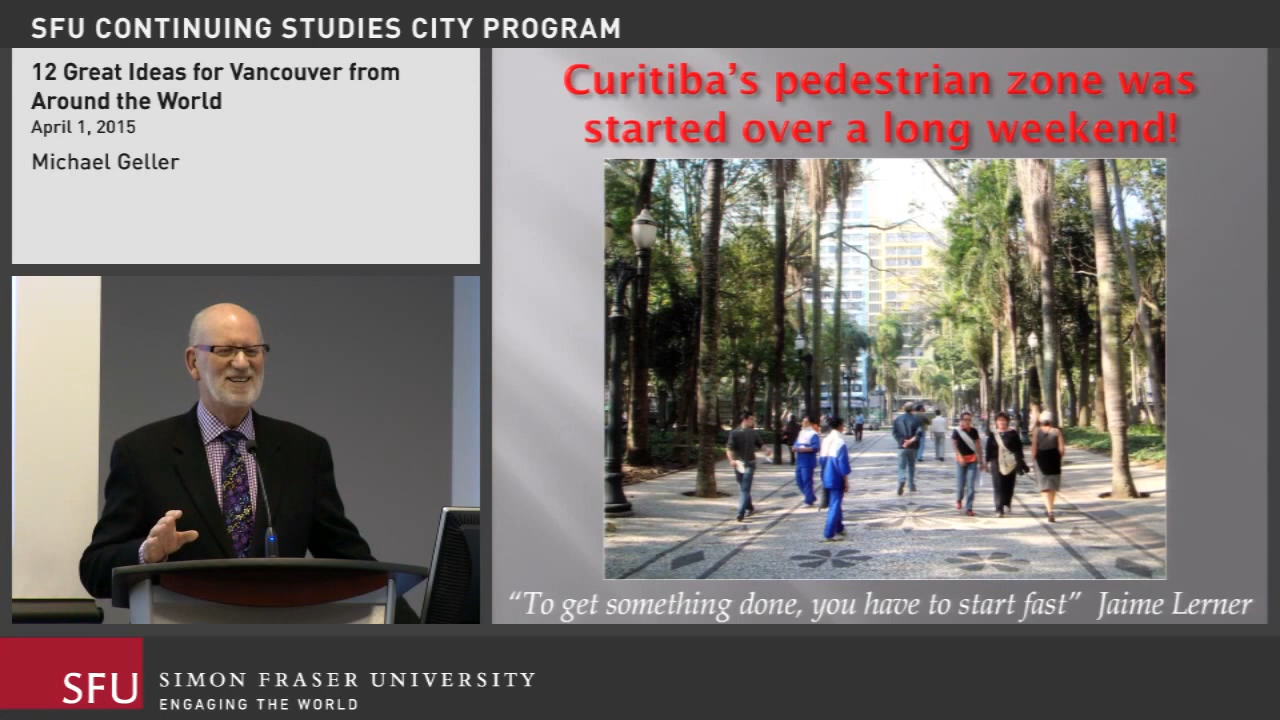 SFU CONTINUING STUDIES CITY PROGRAM
12 Great Ideas for Vancouver from
Around the World
April 1, 2015
Michael Geller
Curitiba’s pedestrian zone was
started over a long weekend!
“To get something done, you have to start fast” Jaime Lerner
SFU
SIMON FRASER UNIVERSITY
ENGAGING THE WORLD